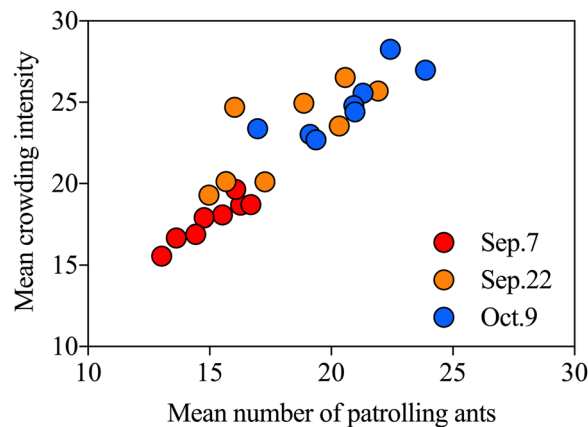 30
25
20
15
10
Mean crowding intensity
Sep.7
Sep.22
Oct.9
10 15 20 25 30
Mean number of patrolling ants